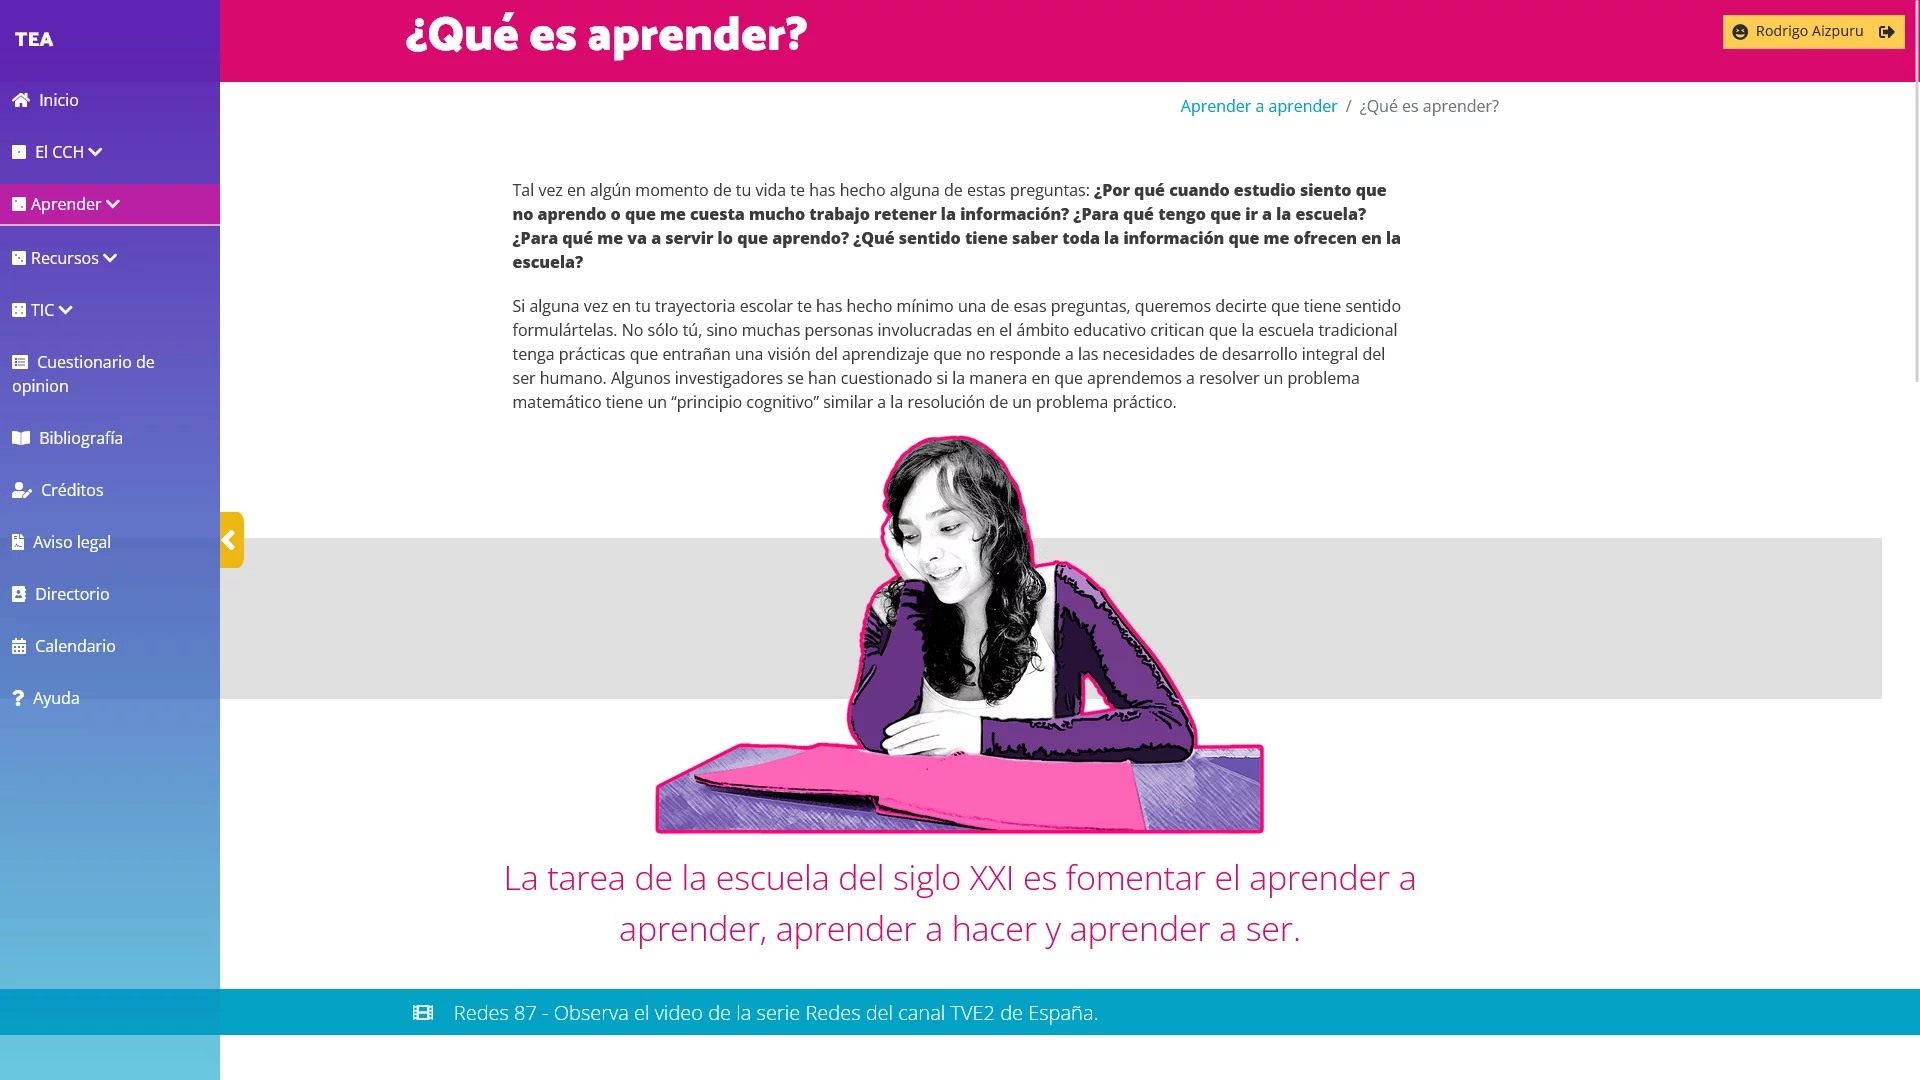 TEA
Inicio
El CCH
Aprender
Recursos
TIC
Cuestionario de
opinion
Bibliografía
Créditos
Aviso legal
Directorio
Calendario
Ayuda
¿Qué es aprender?
Rodrigo Aizpuru
Aprender a aprender / ¿Qué es aprender?
Tal vez en algún momento de tu vida te has hecho alguna de estas preguntas: ¿Por qué cuando estudio siento que
no aprendo o que me cuesta mucho trabajo retener la información? ¿Para qué tengo que ir a la escuela?
¿Para qué me va a servir lo que aprendo? ¿Qué sentido tiene saber toda la información que me ofrecen en la
escuela?
Si alguna vez en tu trayectoria escolar te has hecho mínimo una de esas preguntas, queremos decirte que tiene sentido
formulártelas. No sólo tú, sino muchas personas involucradas en el ámbito educativo critican que la escuela tradicional
tenga prácticas que entrañan una visión del aprendizaje que no responde a las necesidades de desarrollo integral del
ser humano. Algunos investigadores se han cuestionado si la manera en que aprendemos a resolver un problema
matemático tiene un “principio cognitivo” similar a la resolución de un problema práctico.
La tarea de la escuela del siglo XXI es fomentar el aprender a
aprender, aprender a hacer y aprender a ser.
Redes 87 - Observa el video de la serie Redes del canal TVE2 de España.